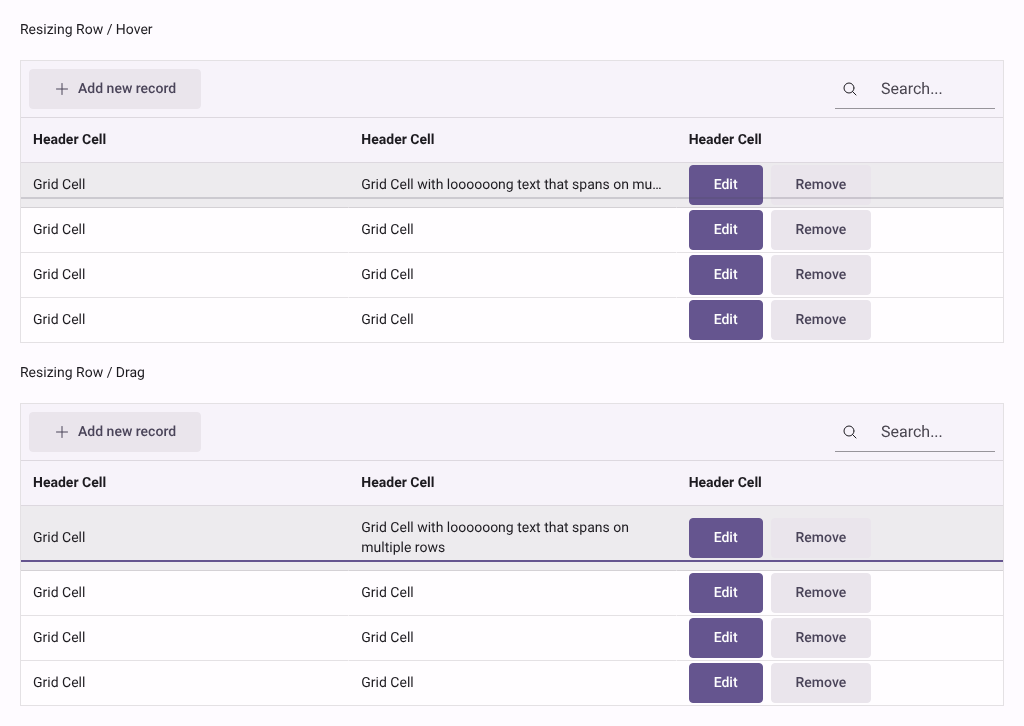 Resizing Row / Hover
Add new record
Search...
Header Cell Header Cell Header Cell
Grid Cell Grid Cell with loooooong text that spans on mu... Edit Remove
Grid Cell Grid Cell Edit Remove
Grid Cell Grid Cell Edit Remove
Grid Cell Grid Cell Edit Remove
Resizing Row / Drag
Add new record
Search...
Header Cell Header Cell Header Cell
Grid Cell Grid Cell with loooooong text that spans on
multiple rows Edit Remove
Grid Cell Grid Cell Edit Remove
Grid Cell Grid Cell Edit Remove
Grid Cell Grid Cell Edit Remove